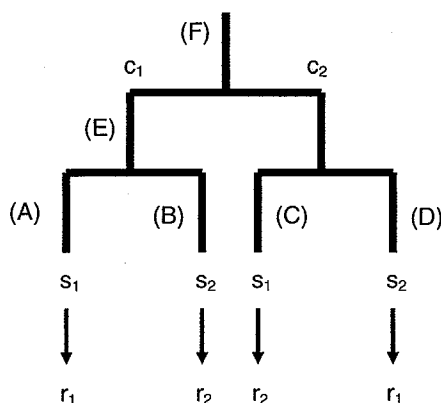 (F)
c₁ c₂
(E)
(A) (B) (C) (D)
s₁ s₂ s₁ s₂
r₁ r₂ r₂ r₁